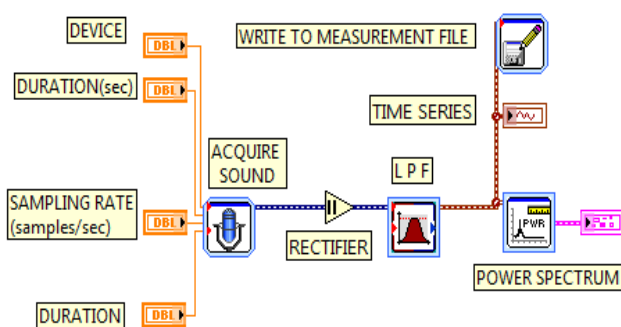 DEVICE
DBL
WRITE TO MEASUREMENT FILE
DURATION(sec)
DBL
TIME SERIES
ACQUIRE
SOUND
L P F
SAMPLING RATE
(samples/sec)
DBL
RECTIFIER
PWR
POWER SPECTRUM
DURATION
DBL